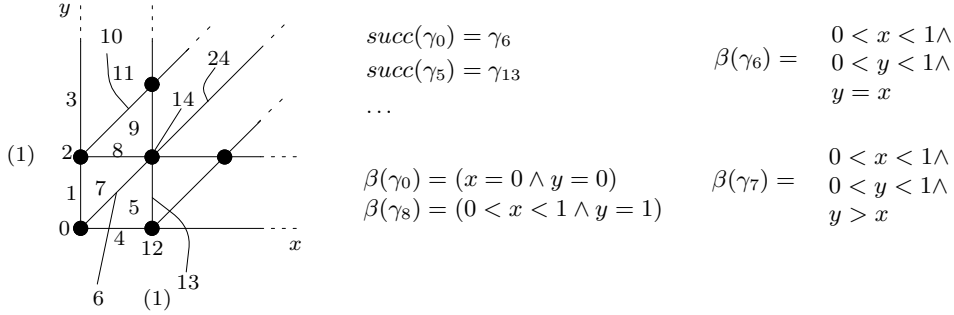 y
10
24
11
3
14
9
(1)
2
8
7
1
5
0
4
12
x
13
6
(1)
succ(γ₀) = γ₆
succ(γ₅) = γ₁₃
...
β(γ₀) = (x = 0 ∧ y = 0)
β(γ₈) = (0 < x < 1 ∧ y = 1)
0 < x < 1∧
β(γ₆) = 0 < y < 1∧
y = x
0 < x < 1∧
β(γ₇) = 0 < y < 1∧
y > x